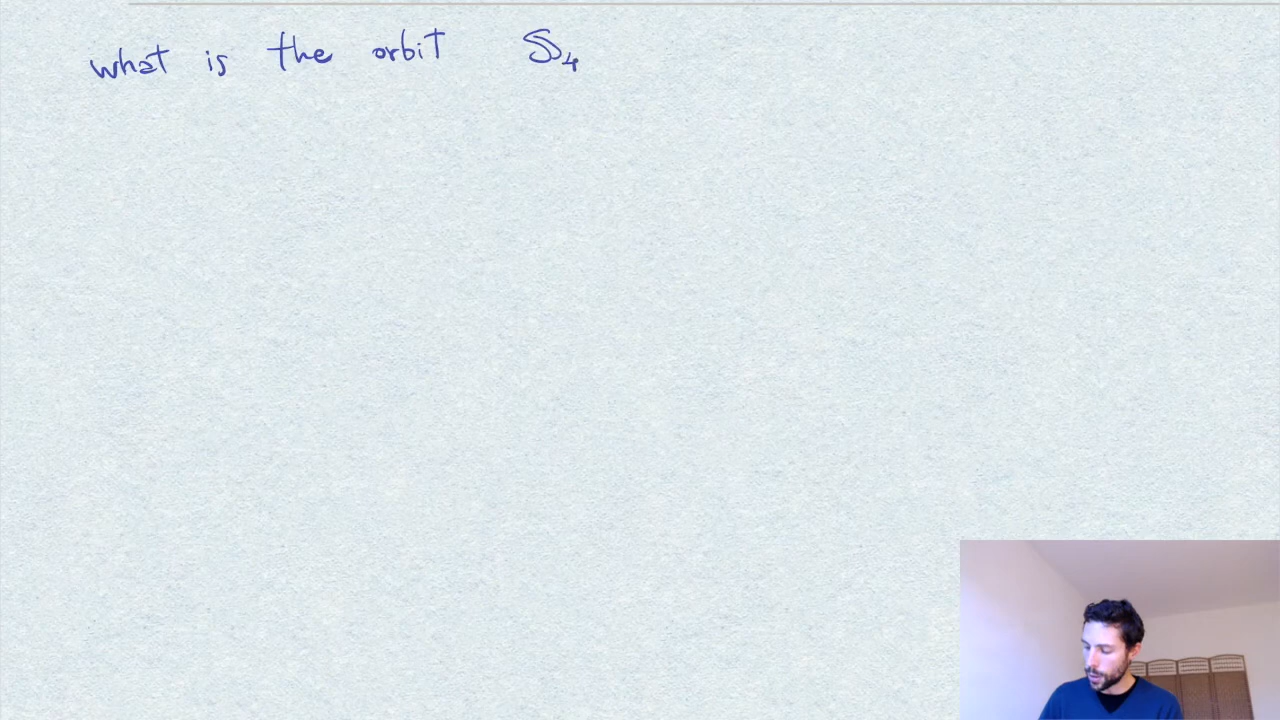 what is the orbit 𝕊₄